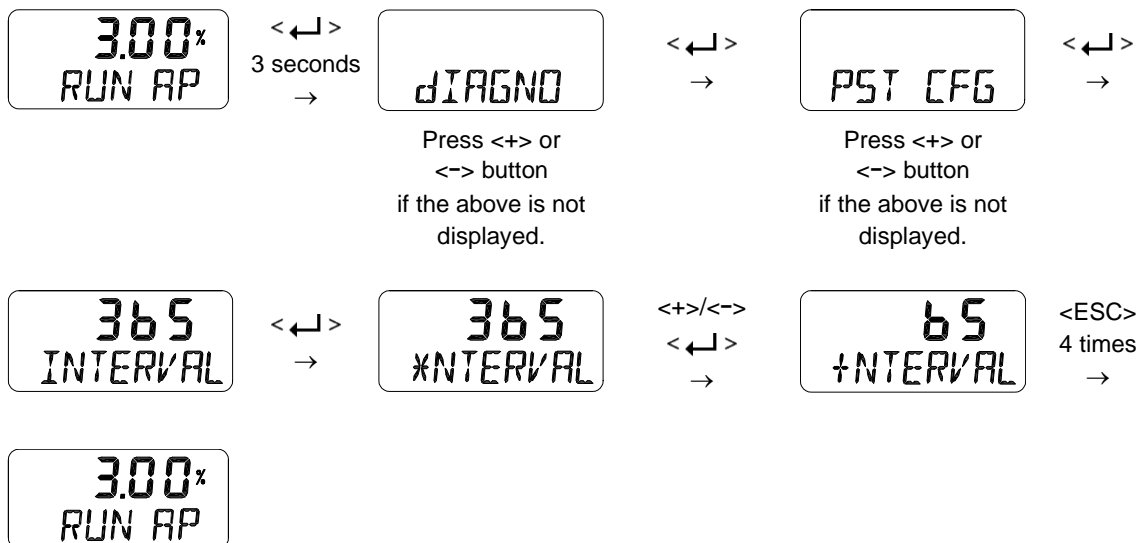 3.00%
RUN AP
< ↵ >
3 seconds
→
dIAGNO
Press <+> or
<-> button
if the above is not
displayed.
< ↵ >
→
PST CFG
Press <+> or
<-> button
if the above is not
displayed.
< ↵ >
→
365
INTERVAL
< ↵ >
→
365
*NTERVAL
<+>/<->
< ↵ >
→
65
+NTERVAL
<ESC>
4 times
→
3.00%
RUN AP